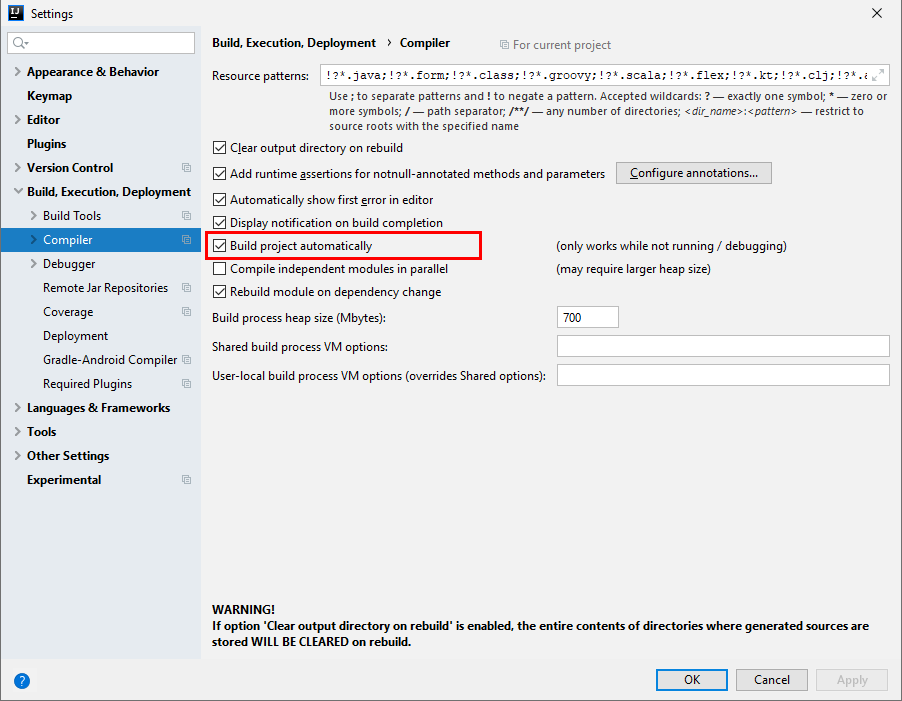 Settings
Build, Execution, Deployment › Compiler
For current project
Appearance & Behavior
Keymap
Editor
Plugins
Version Control
Build, Execution, Deployment
Build Tools
Compiler
Debugger
Remote Jar Repositories
Coverage
Deployment
Gradle-Android Compiler
Required Plugins
Languages & Frameworks
Tools
Other Settings
Experimental
Resource patterns: !?*.java;!?*.form;!?*.class;!?*.groovy;!?*.scala;!?*.flex;!?*.kt;!?*.clj;!?*.a
Use ; to separate patterns and ! to negate a pattern. Accepted wildcards: ? — exactly one symbol; * — zero or
more symbols; / — path separator; /**/ — any number of directories; <dir_name>:<pattern> — restrict to
source roots with the specified name
Clear output directory on rebuild
Add runtime assertions for notnull-annotated methods and parameters Configure annotations...
Automatically show first error in editor
Display notification on build completion
Build project automatically (only works while not running / debugging)
Compile independent modules in parallel (may require larger heap size)
Rebuild module on dependency change
Build process heap size (Mbytes): 700
Shared build process VM options:
User-local build process VM options (overrides Shared options):
WARNING!
If option 'Clear output directory on rebuild' is enabled, the entire contents of directories where generated sources are
stored WILL BE CLEARED on rebuild.
? OK Cancel Apply